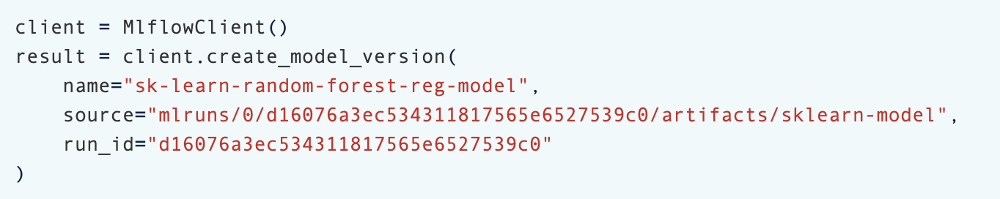 client = MlflowClient()
result = client.create_model_version(
    name="sk-learn-random-forest-reg-model",
    source="mlruns/0/d16076a3ec534311817565e6527539c0/artifacts/sklearn-model",
    run_id="d16076a3ec534311817565e6527539c0"
)